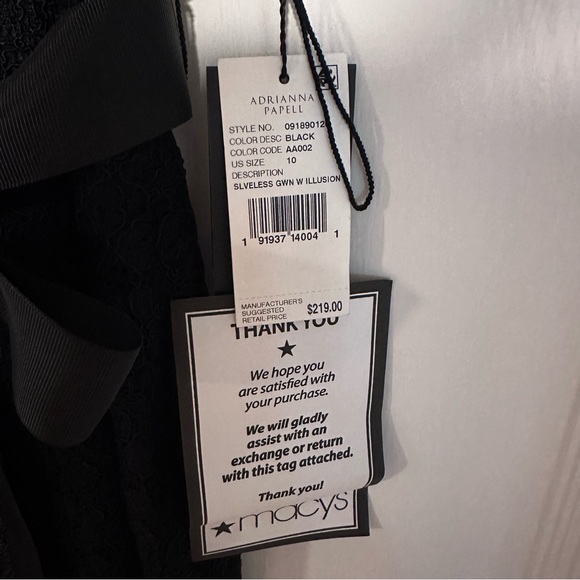 ADRIANNA
PAPELL
STYLE NO. 09189012
COLOR DESC BLACK
COLOR CODE AA002
US SIZE 10
DESCRIPTION
SLVELESS GWN W ILLUSION
1 91937 14004 1
MANUFACTURER'S
SUGGESTED
RETAIL PRICE $219.00
THANK YOU
We hope you
are satisfied with
your purchase.
We will gladly
assist with an
exchange or return
with this tag attached.
Thank you!
macys